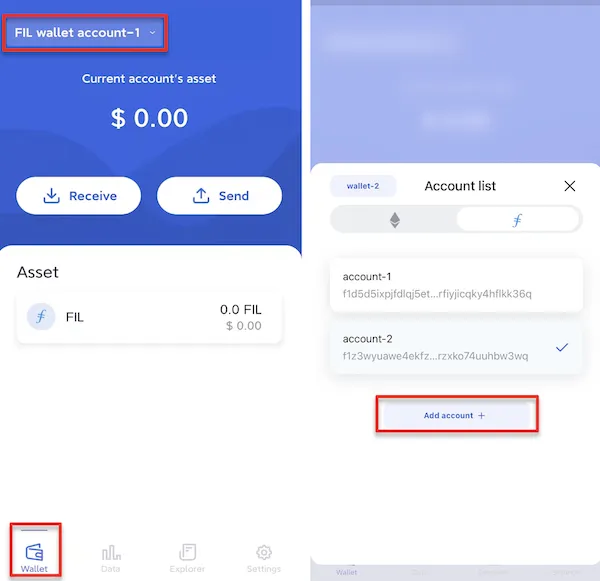 FIL wallet account-1
Current account's asset
$ 0.00
Receive
Send
Asset
FIL
0.0 FIL
$ 0.00
Wallet
Data
Explorer
Settings
wallet-2
Account list
account-1
f1d5d5ixpjfdlqj5et...rfiyjicqky4hflkk36q
account-2
f1z3wyuawe4ekfz...rzxko74uuhbw3wq
Add account +
Wallet